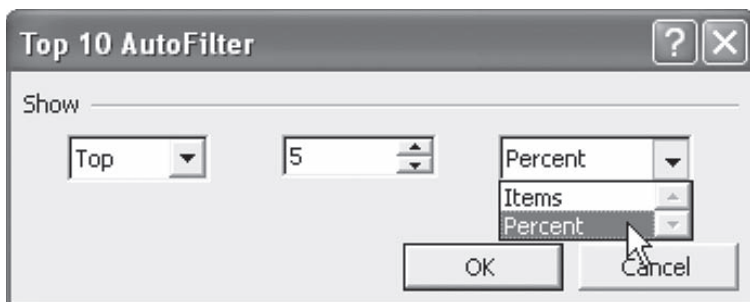 Top 10 AutoFilter
Show
Top 5 Percent
Items
Percent
OK Cancel